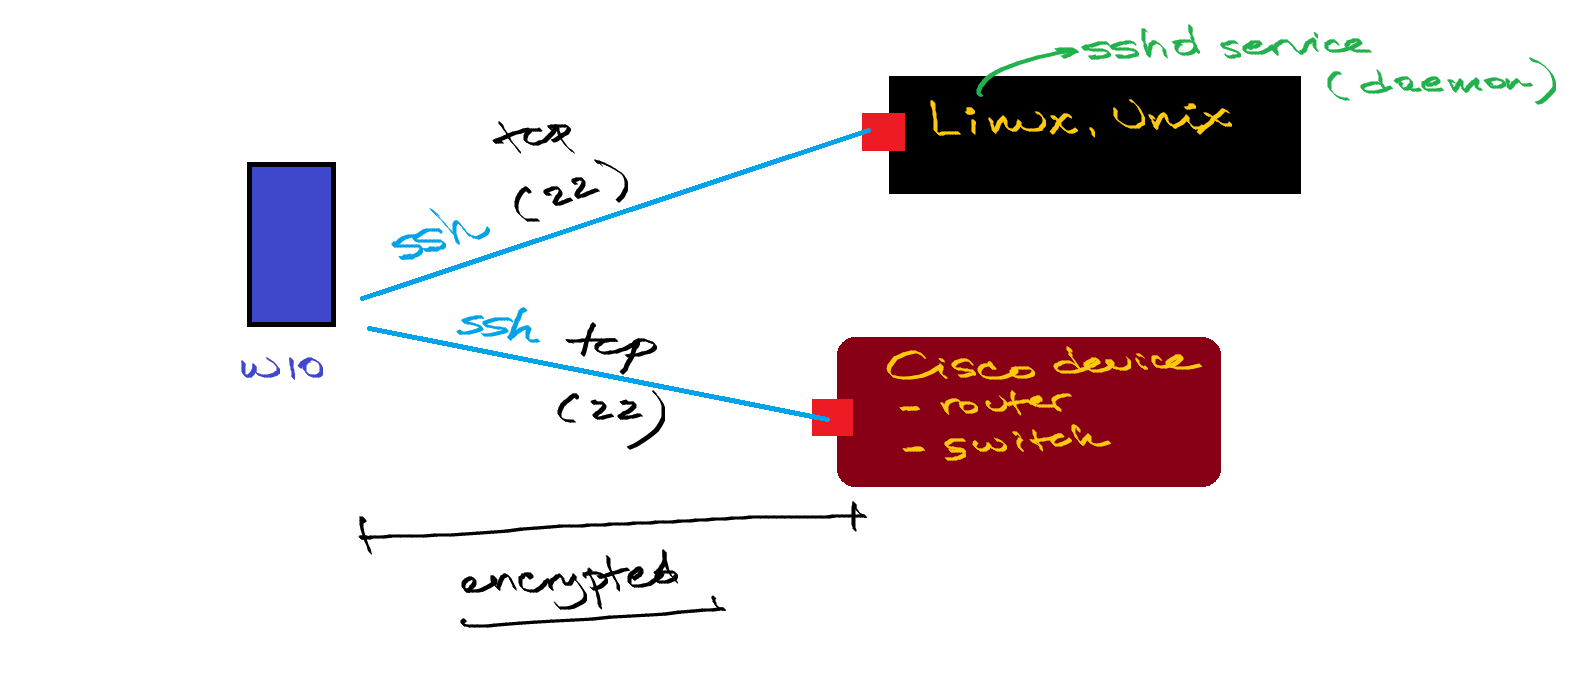 sshd service
(daemon)
Linux, Unix
tcp
(22)
ssh
W10
ssh
tcp
(22)
Cisco device
- router
- switch
encrypted